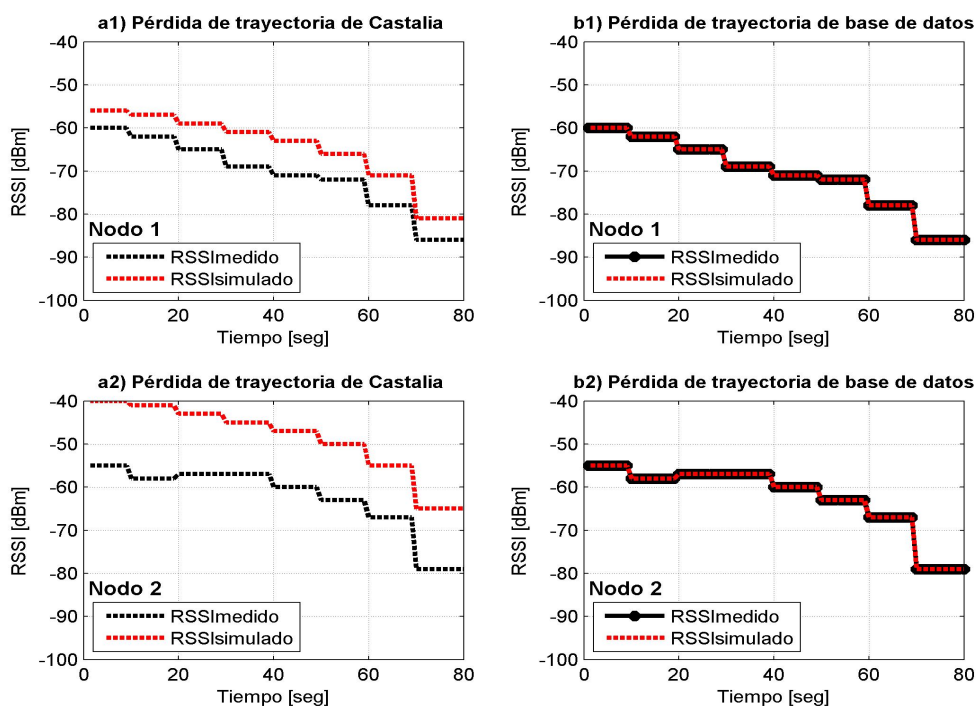 a1) Pérdida de trayectoria de Castalia
-40
-50
-60
-70
-80
-90
-100
RSSI [dBm]
Nodo 1
RSSImedido
RSSIsimulado
0 20 40 60 80
Tiempo [seg]
b1) Pérdida de trayectoria de base de datos
-40
-50
-60
-70
-80
-90
-100
RSSI [dBm]
Nodo 1
RSSImedido
RSSIsimulado
0 20 40 60 80
Tiempo [seg]
a2) Pérdida de trayectoria de Castalia
-40
-50
-60
-70
-80
-90
-100
RSSI [dBm]
Nodo 2
RSSImedido
RSSIsimulado
0 20 40 60 80
Tiempo [seg]
b2) Pérdida de trayectoria de base de datos
-40
-50
-60
-70
-80
-90
-100
RSSI [dBm]
Nodo 2
RSSImedido
RSSIsimulado
0 20 40 60 80
Tiempo [seg]